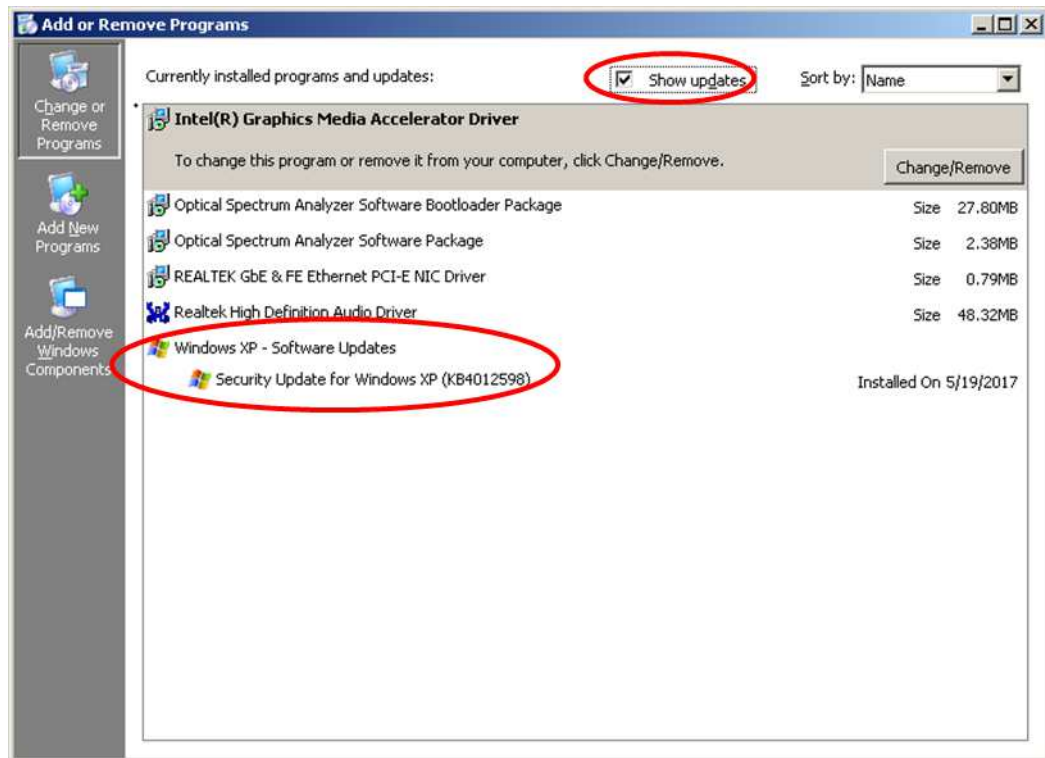 Add or Remove Programs
Change or
Remove
Programs
Add New
Programs
Add/Remove
Windows
Components
Currently installed programs and updates:
Show updates
Sort by: Name
Intel(R) Graphics Media Accelerator Driver
To change this program or remove it from your computer, click Change/Remove.
Change/Remove
Optical Spectrum Analyzer Software Bootloader Package Size 27.80MB
Optical Spectrum Analyzer Software Package Size 2.38MB
REALTEK GbE & FE Ethernet PCI-E NIC Driver Size 0.79MB
Realtek High Definition Audio Driver Size 48.32MB
Windows XP - Software Updates
Security Update for Windows XP (KB4012598) Installed On 5/19/2017